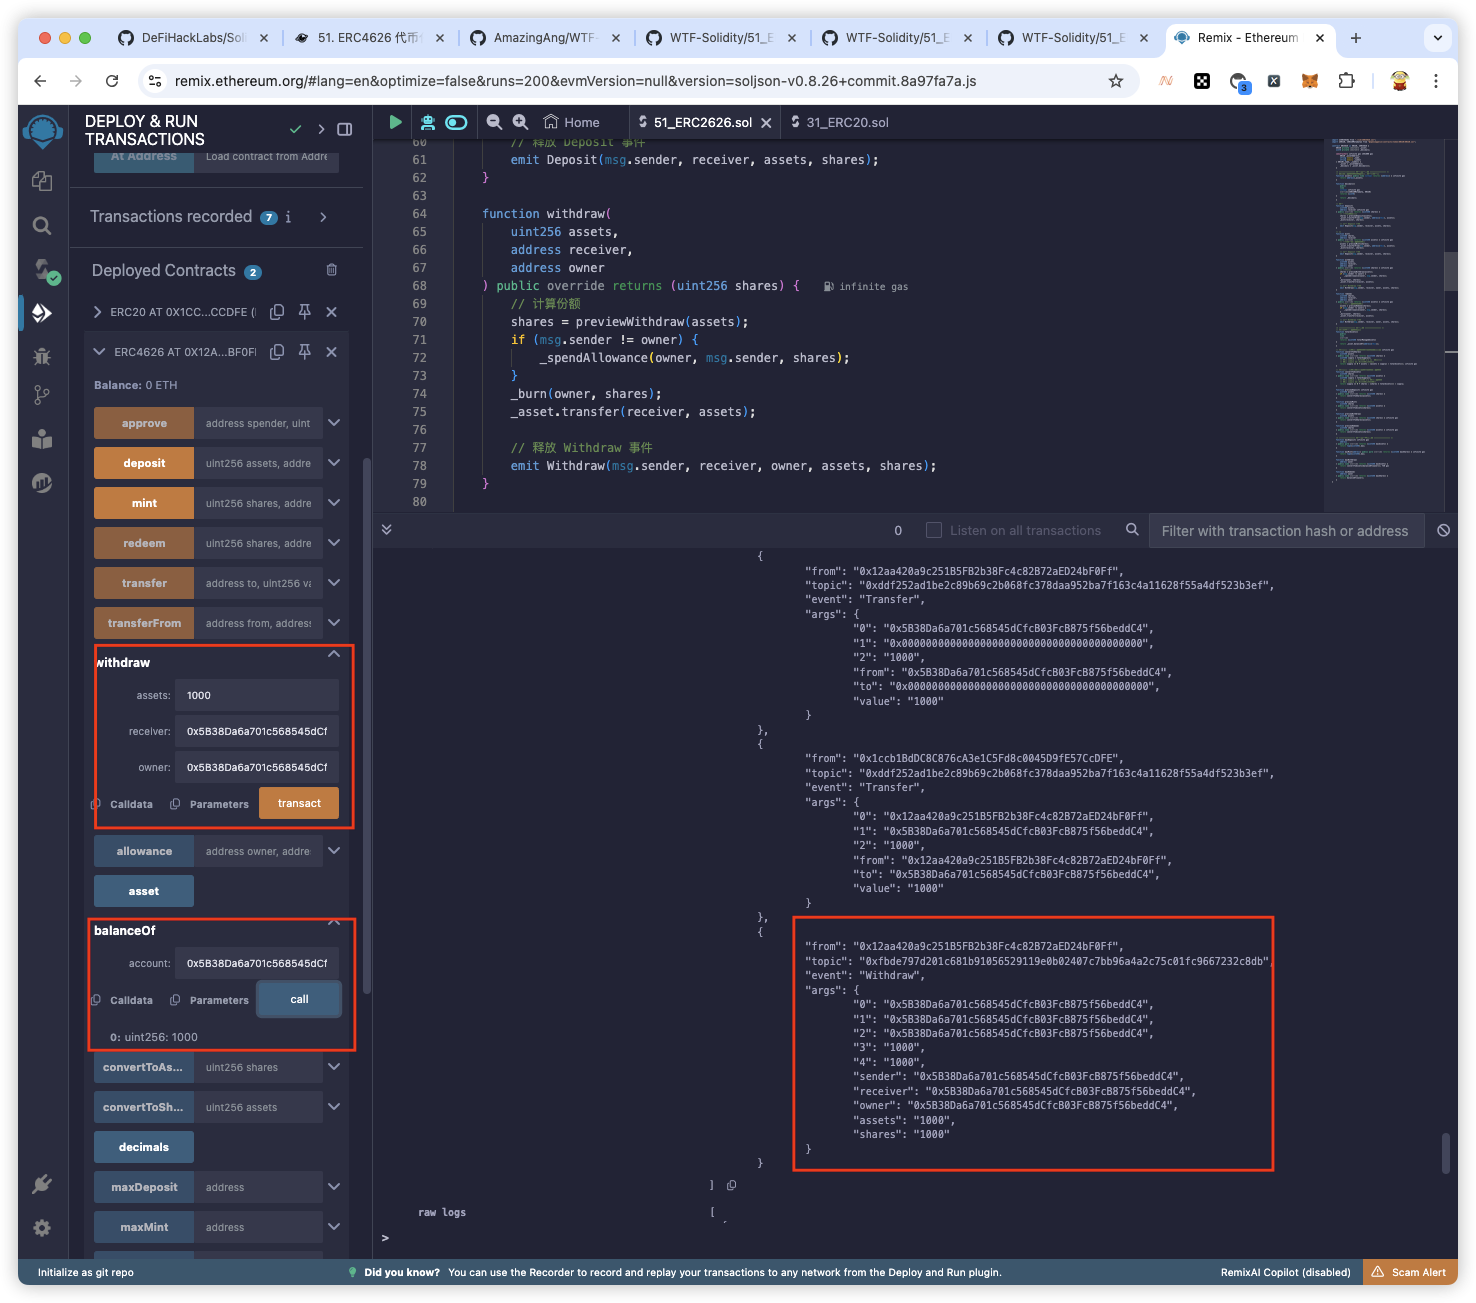 DeFiHackLabs/Soli
51. ERC4626 代币
AmazingAng/WTF-
WTF-Solidity/51_E
WTF-Solidity/51_E
WTF-Solidity/51_E
Remix - Ethereum
remix.ethereum.org/#lang=en&optimize=false&runs=200&evmVersion=null&version=soljson-v0.8.26+commit.8a97fa7a.js
3
DEPLOY & RUN
TRANSACTIONS
At Address
Load contract from Addre
Transactions recorded 7 i
Deployed Contracts 2
ERC20 AT 0X1CC...CCDFE (
ERC4626 AT 0X12A...BF0F
Balance: 0 ETH
approve
address spender, uint
deposit
uint256 assets, addre
mint
uint256 shares, addre
redeem
uint256 shares, addre
transfer
address to, uint256 va
transferFrom
address from, address
withdraw
assets: 1000
receiver: 0x5B38Da6a701c568545dCf
owner: 0x5B38Da6a701c568545dCf
Calldata
Parameters
transact
allowance
address owner, addre
asset
balanceOf
account: 0x5B38Da6a701c568545dCf
Calldata
Parameters
call
0: uint256: 1000
convertToAs...
uint256 shares
convertToSh...
uint256 assets
decimals
maxDeposit
address
maxMint
address
Home
51_ERC2626.sol
31_ERC20.sol
60 // 释放 Deposit 事件
61 emit Deposit(msg.sender, receiver, assets, shares);
62 }
63
64 function withdraw(
65 uint256 assets,
66 address receiver,
67 address owner
68 ) public override returns (uint256 shares) { infinite gas
69 // 计算份额
70 shares = previewWithdraw(assets);
71 if (msg.sender != owner) {
72 _spendAllowance(owner, msg.sender, shares);
73 }
74 _burn(owner, shares);
75 _asset.transfer(receiver, assets);
76
77 // 释放 Withdraw 事件
78 emit Withdraw(msg.sender, receiver, owner, assets, shares);
79 }
80
0
Listen on all transactions
Filter with transaction hash or address
{
"from": "0x12aa420a9c251B5FB2b38Fc4c82B72aED24bF0Ff",
"topic": "0xddf252ad1be2c89b69c2b068fc378daa952ba7f163c4a11628f55a4df523b3ef",
"event": "Transfer",
"args": {
"0": "0x5B38Da6a701c568545dCfcB03FcB875f56beddC4",
"1": "0x0000000000000000000000000000000000000000",
"2": "1000",
"from": "0x5B38Da6a701c568545dCfcB03FcB875f56beddC4",
"to": "0x0000000000000000000000000000000000000000",
"value": "1000"
}
},
{
"from": "0x1ccb1BdDC8C876cA3e1C5Fd8c0045D9fE57CcDFE",
"topic": "0xddf252ad1be2c89b69c2b068fc378daa952ba7f163c4a11628f55a4df523b3ef",
"event": "Transfer",
"args": {
"0": "0x12aa420a9c251B5FB2b38Fc4c82B72aED24bF0Ff",
"1": "0x5B38Da6a701c568545dCfcB03FcB875f56beddC4",
"2": "1000",
"from": "0x12aa420a9c251B5FB2b38Fc4c82B72aED24bF0Ff",
"to": "0x5B38Da6a701c568545dCfcB03FcB875f56beddC4",
"value": "1000"
}
},
{
"from": "0x12aa420a9c251B5FB2b38Fc4c82B72aED24bF0Ff",
"topic": "0xfbde797d201c681b91056529119e0b02407c7bb96a4a2c75c01fc9667232c8db",
"event": "Withdraw",
"args": {
"0": "0x5B38Da6a701c568545dCfcB03FcB875f56beddC4",
"1": "0x5B38Da6a701c568545dCfcB03FcB875f56beddC4",
"2": "0x5B38Da6a701c568545dCfcB03FcB875f56beddC4",
"3": "1000",
"4": "1000",
"sender": "0x5B38Da6a701c568545dCfcB03FcB875f56beddC4",
"receiver": "0x5B38Da6a701c568545dCfcB03FcB875f56beddC4",
"owner": "0x5B38Da6a701c568545dCfcB03FcB875f56beddC4",
"assets": "1000",
"shares": "1000"
}
}
]
raw logs [
>
Initialize as git repo
Did you know? You can use the Recorder to record and replay your transactions to any network from the Deploy and Run plugin.
RemixAI Copilot (disabled)
Scam Alert